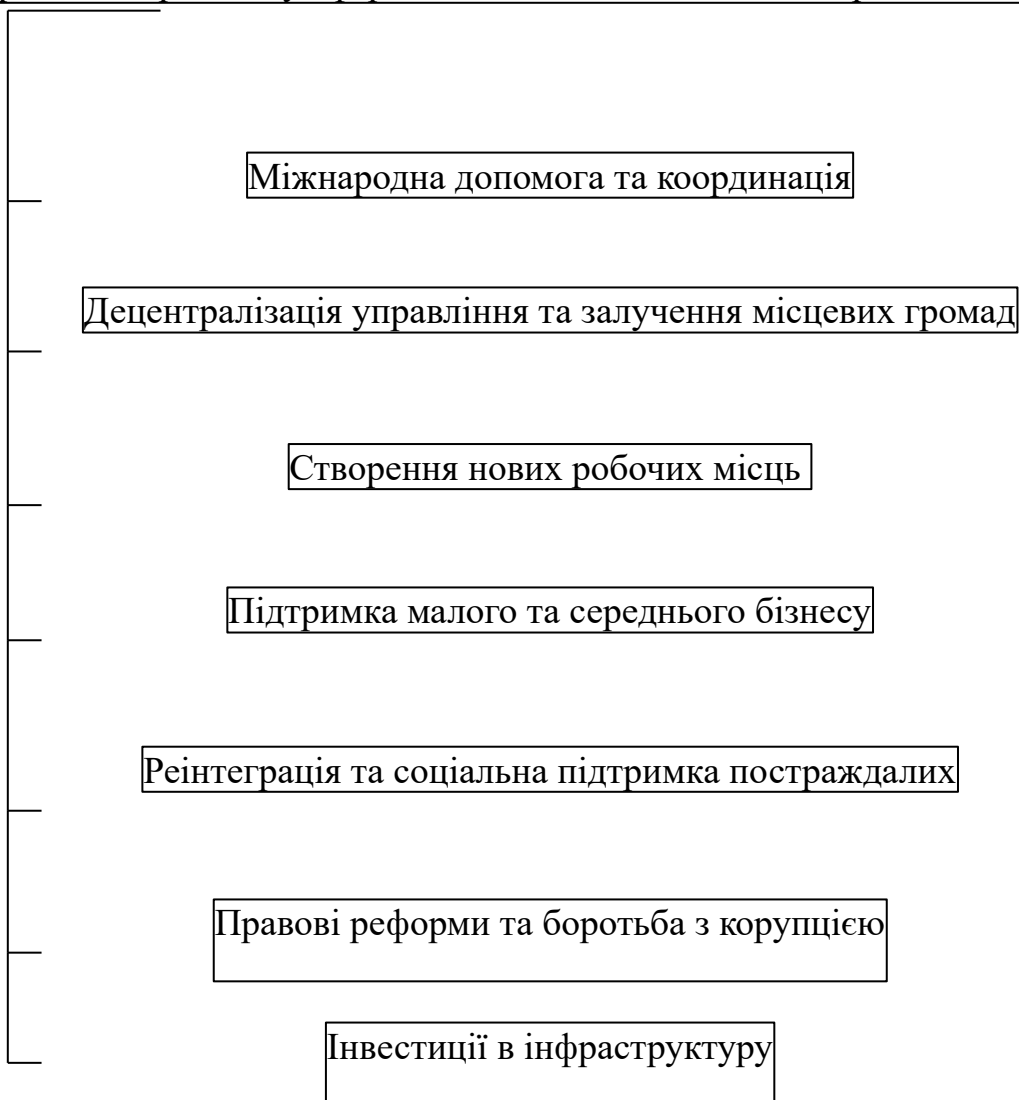 Міжнародна допомога та координація
Децентралізація управління та залучення місцевих громад
Створення нових робочих місць
Підтримка малого та середнього бізнесу
Реінтеграція та соціальна підтримка постраждалих
Правові реформи та боротьба з корупцією
Інвестиції в інфраструктуру